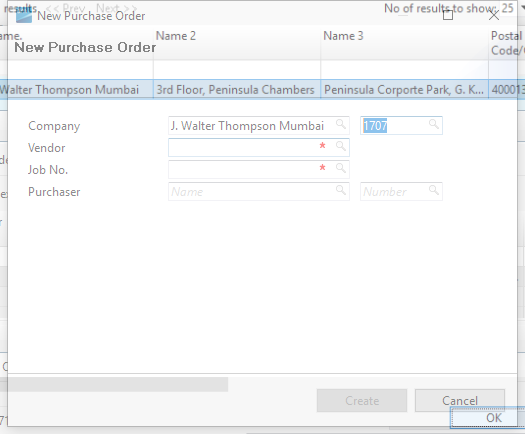 results << Prev Next >> No of results to show: 25
New Purchase Order
ne. Name 2 Name 3 Postal
New Purchase Order Code/
Walter Thompson Mumbai 3rd Floor, Peninsula Chambers Peninsula Corporte Park, G. K... 400013
Company J. Walter Thompson Mumbai 1707
Vendor *
Job No. *
Purchaser Name Number
Create Cancel
OK